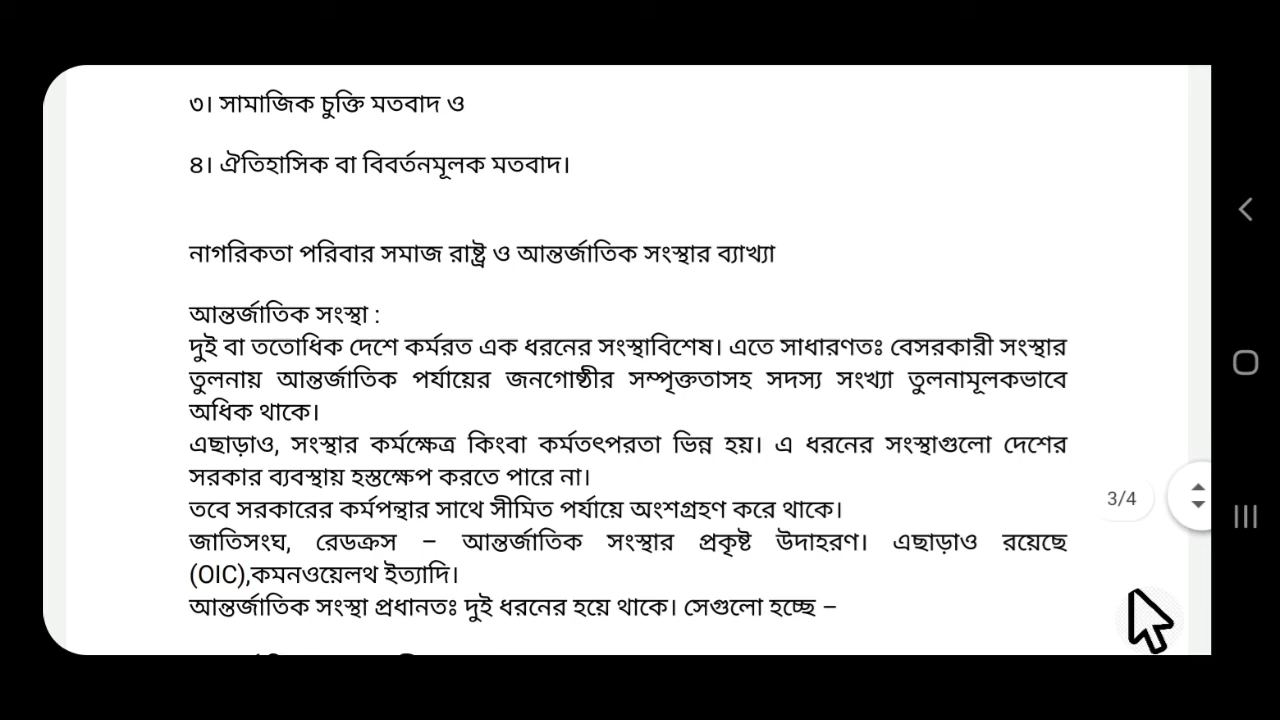 ৩। সামাজিক চুক্তি মতবাদ ও
৪। ঐতিহাসিক বা বিবর্তনমূলক মতবাদ।
নাগরিকতা পরিবার সমাজ রাষ্ট্র ও আন্তর্জাতিক সংস্থার ব্যাখ্যা
আন্তর্জাতিক সংস্থা :
দুই বা ততোধিক দেশে কর্মরত এক ধরনের সংস্থাবিশেষ। এতে সাধারণতঃ বেসরকারী সংস্থার
তুলনায় আন্তর্জাতিক পর্যায়ের জনগোষ্ঠীর সম্পৃক্ততাসহ সদস্য সংখ্যা তুলনামূলকভাবে
অধিক থাকে।
এছাড়াও, সংস্থার কর্মক্ষেত্র কিংবা কর্মতৎপরতা ভিন্ন হয়। এ ধরনের সংস্থাগুলো দেশের
সরকার ব্যবস্থায় হস্তক্ষেপ করতে পারে না।
তবে সরকারের কর্মপন্থার সাথে সীমিত পর্যায়ে অংশগ্রহণ করে থাকে।
জাতিসংঘ, রেডক্রস – আন্তর্জাতিক সংস্থার প্রকৃষ্ট উদাহরণ। এছাড়াও রয়েছে
(OIC),কমনওয়েলথ ইত্যাদি।
আন্তর্জাতিক সংস্থা প্রধানতঃ দুই ধরনের হয়ে থাকে। সেগুলো হচ্ছে –
3/4